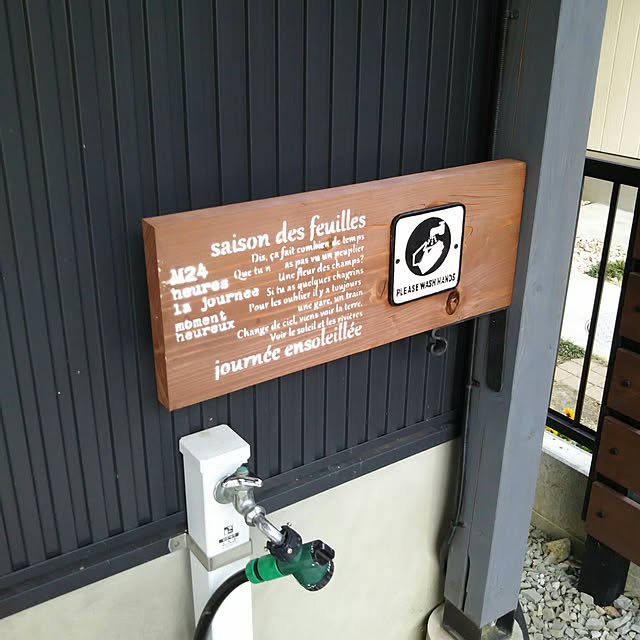 saison des feuilles
Dis, ça fait combien de temps
Que tu n as pas vu un peuplier
Une fleur des champs?
Si tu as quelques chagrins
Pour les oublier il y a toujours
une gare, un train
Change de ciel, viens voir la terre,
Voir le soleil et les rivières
journée ensoleillée
M24
heures
la journée
moment
heureux
PLEASE WASH HANDS